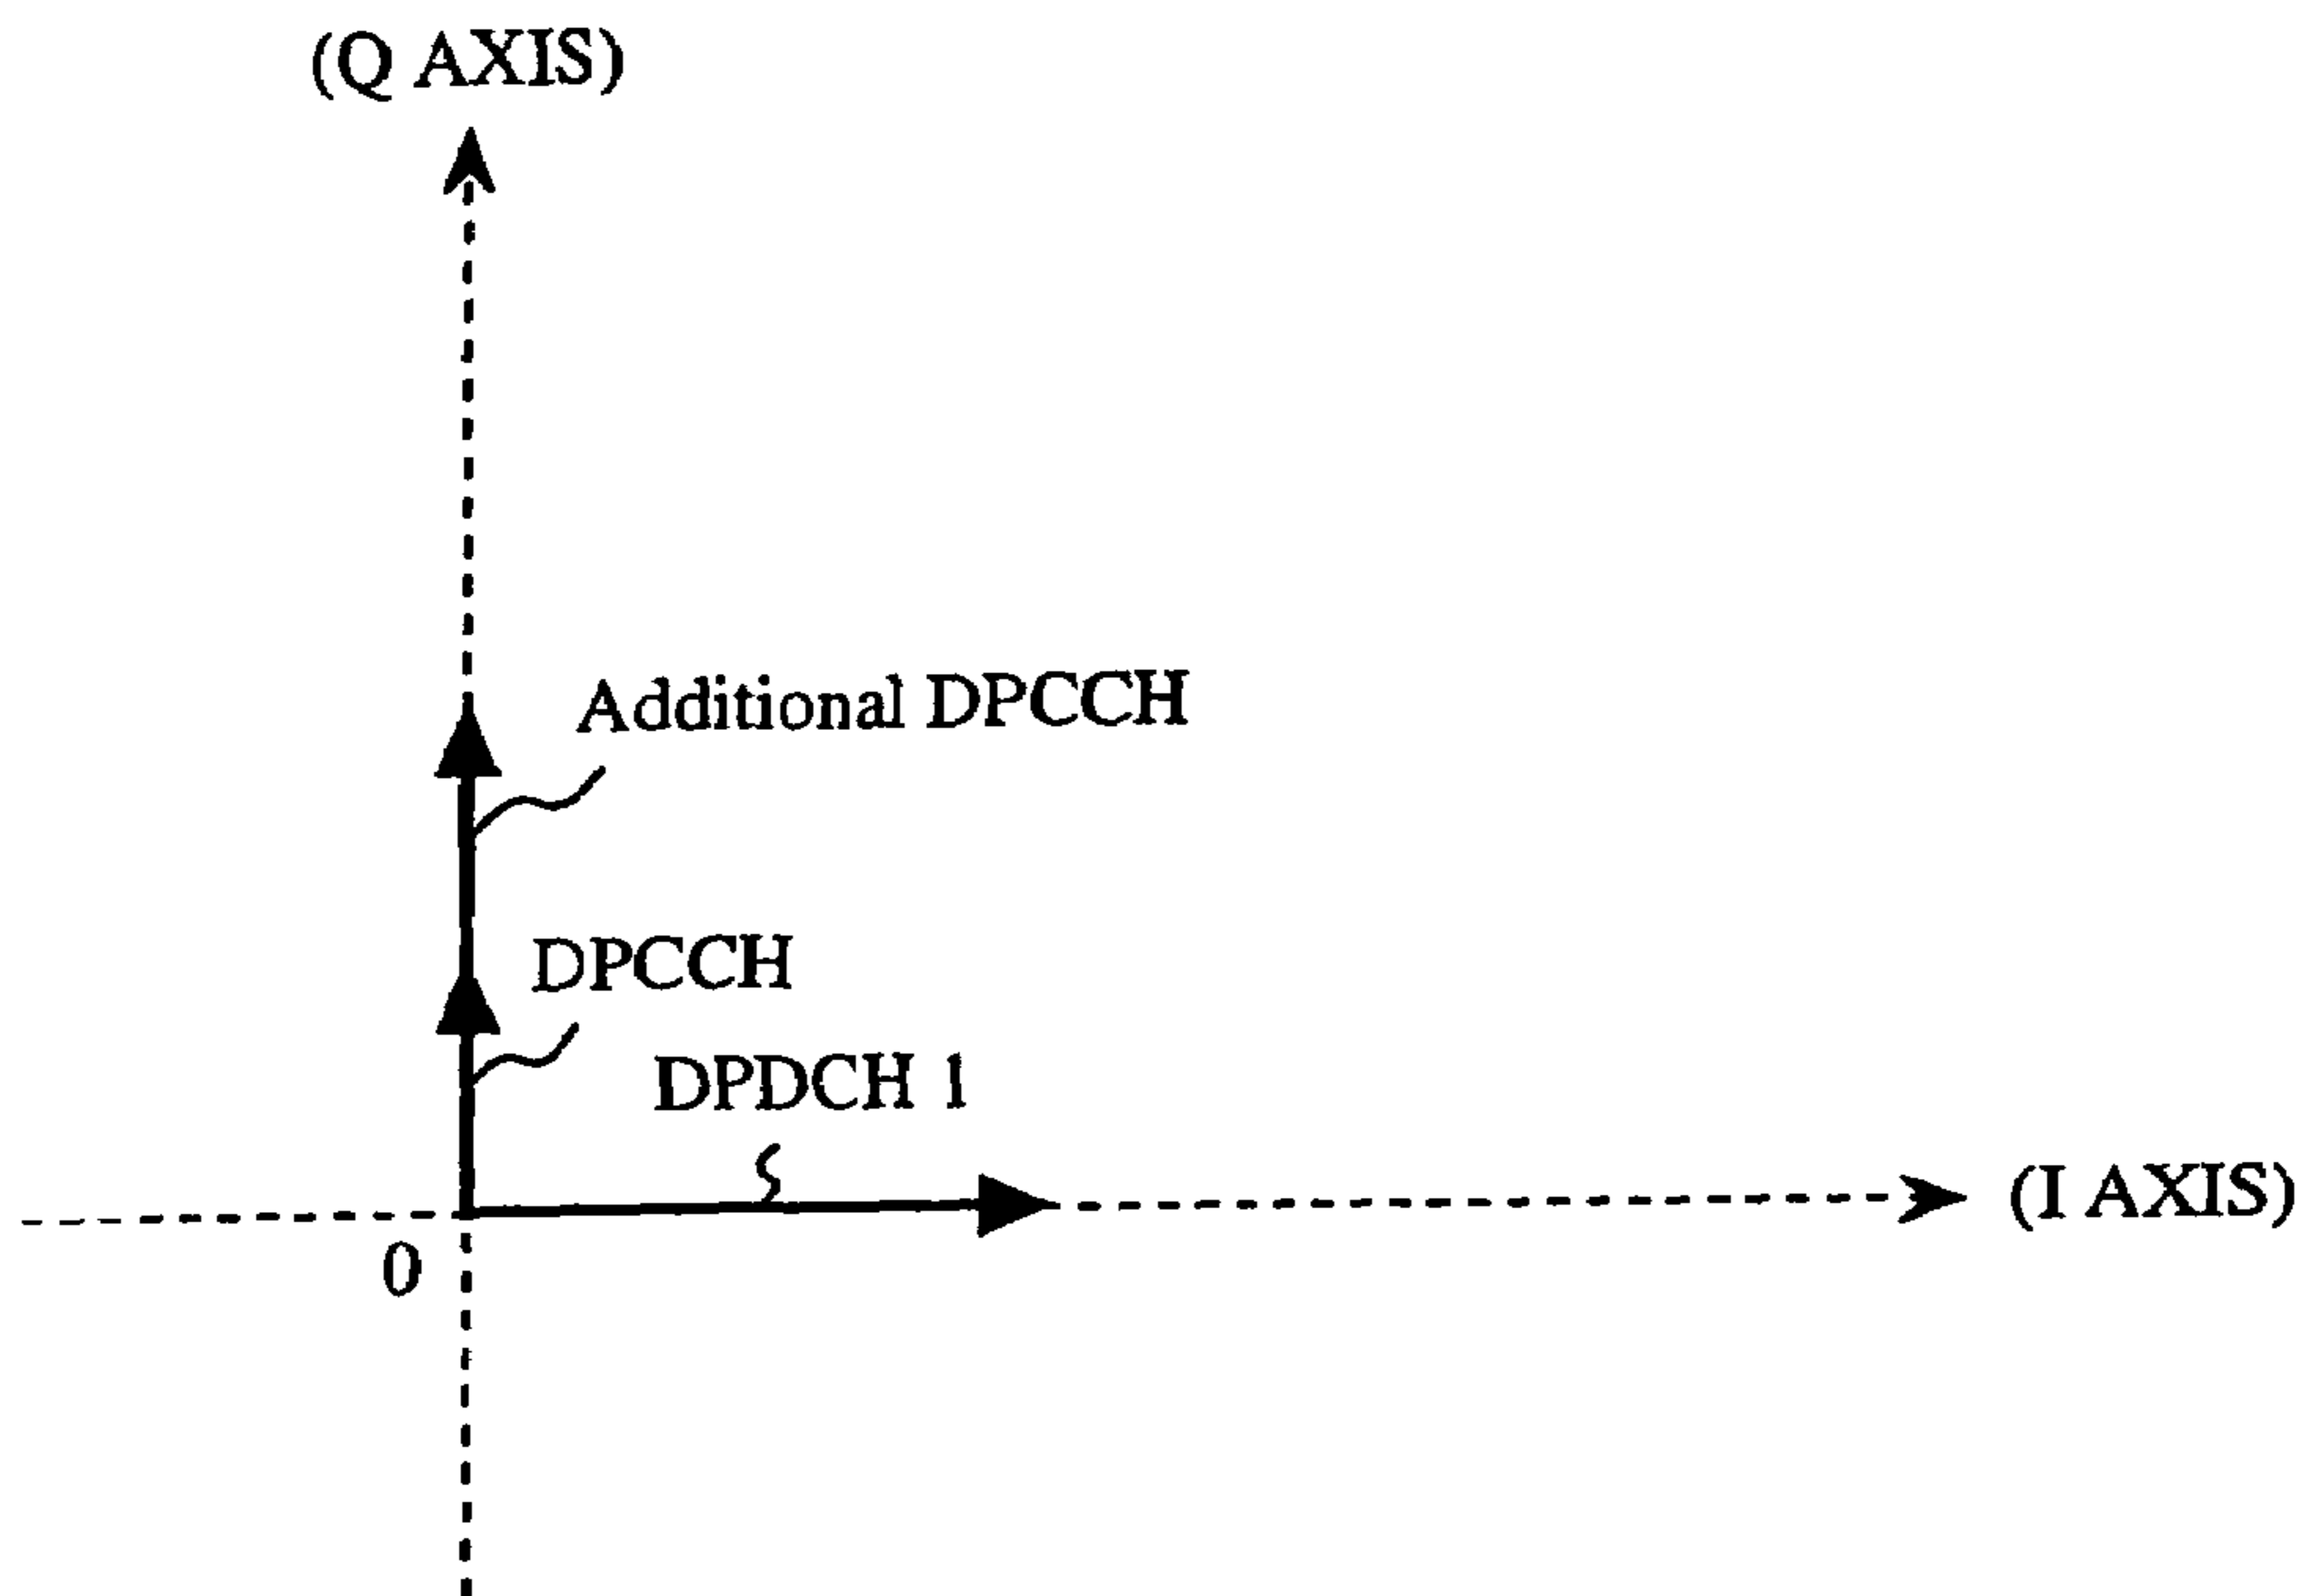 (Q AXIS)
Additional DPCCH
DPCCH
DPDCH 1
(I AXIS)
0